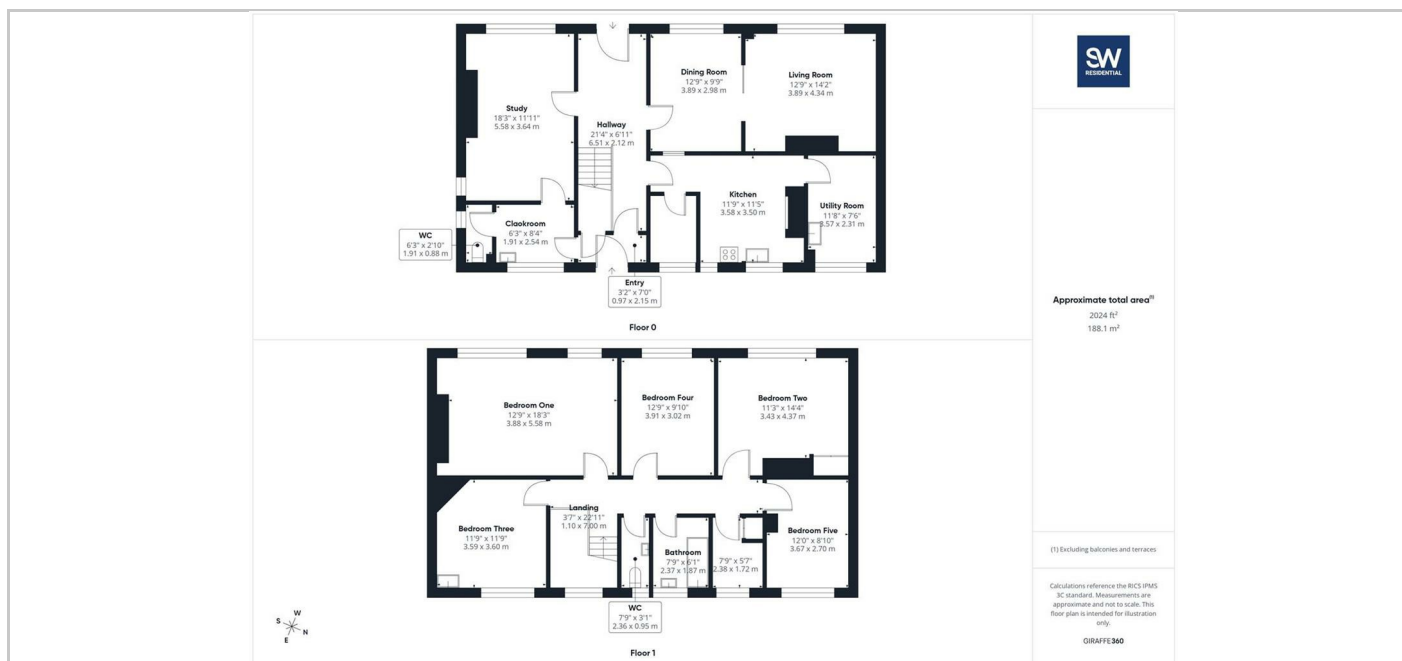 Study
18'3" x 11'11"
5.58 x 3.64 m
Hallway
21'4" x 6'11"
6.51 x 2.12 m
Dining Room
12'9" x 9'9"
3.89 x 2.98 m
Living Room
12'9" x 14'2"
3.89 x 4.34 m
Kitchen
11'9" x 11'5"
3.58 x 3.50 m
Utility Room
11'8" x 7'6"
3.57 x 2.31 m
Claokroom
6'3" x 8'4"
1.91 x 2.54 m
WC
6'3" x 2'10"
1.91 x 0.88 m
Entry
3'2" x 7'0"
0.97 x 2.15 m
Floor 0
Bedroom One
12'9" x 18'3"
3.88 x 5.58 m
Bedroom Four
12'9" x 9'10"
3.91 x 3.02 m
Bedroom Two
11'3" x 14'4"
3.43 x 4.37 m
Bedroom Three
11'9" x 11'9"
3.59 x 3.60 m
Landing
3'7" x 22'11"
1.10 x 7.00 m
Bathroom
7'9" x 6'1"
2.37 x 1.87 m
7'9" x 5'7"
2.38 x 1.72 m
Bedroom Five
12'0" x 8'10"
3.67 x 2.70 m
WC
7'9" x 3'1"
2.36 x 0.95 m
Floor 1
W
S
N
E
SW
RESIDENTIAL
Approximate total area(1)
2024 ft²
188.1 m²
(1) Excluding balconies and terraces
Calculations reference the RICS IPMS
3C standard. Measurements are
approximate and not to scale. This
floor plan is intended for illustration
only.
GIRAFFE360